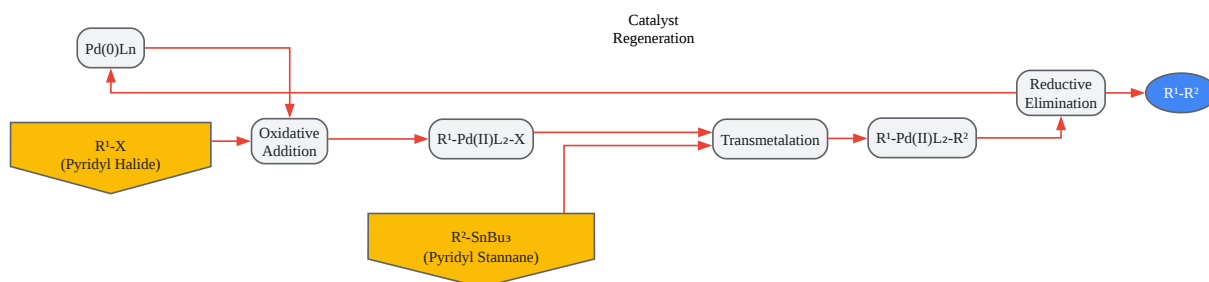 Catalyst
Regeneration
Pd(0)Ln
Reductive
Elimination
R¹-R²
Oxidative
Addition
R¹-X
(Pyridyl Halide)
R¹-Pd(II)L₂-X
Transmetalation
R¹-Pd(II)L₂-R²
R²-SnBu₃
(Pyridyl Stannane)